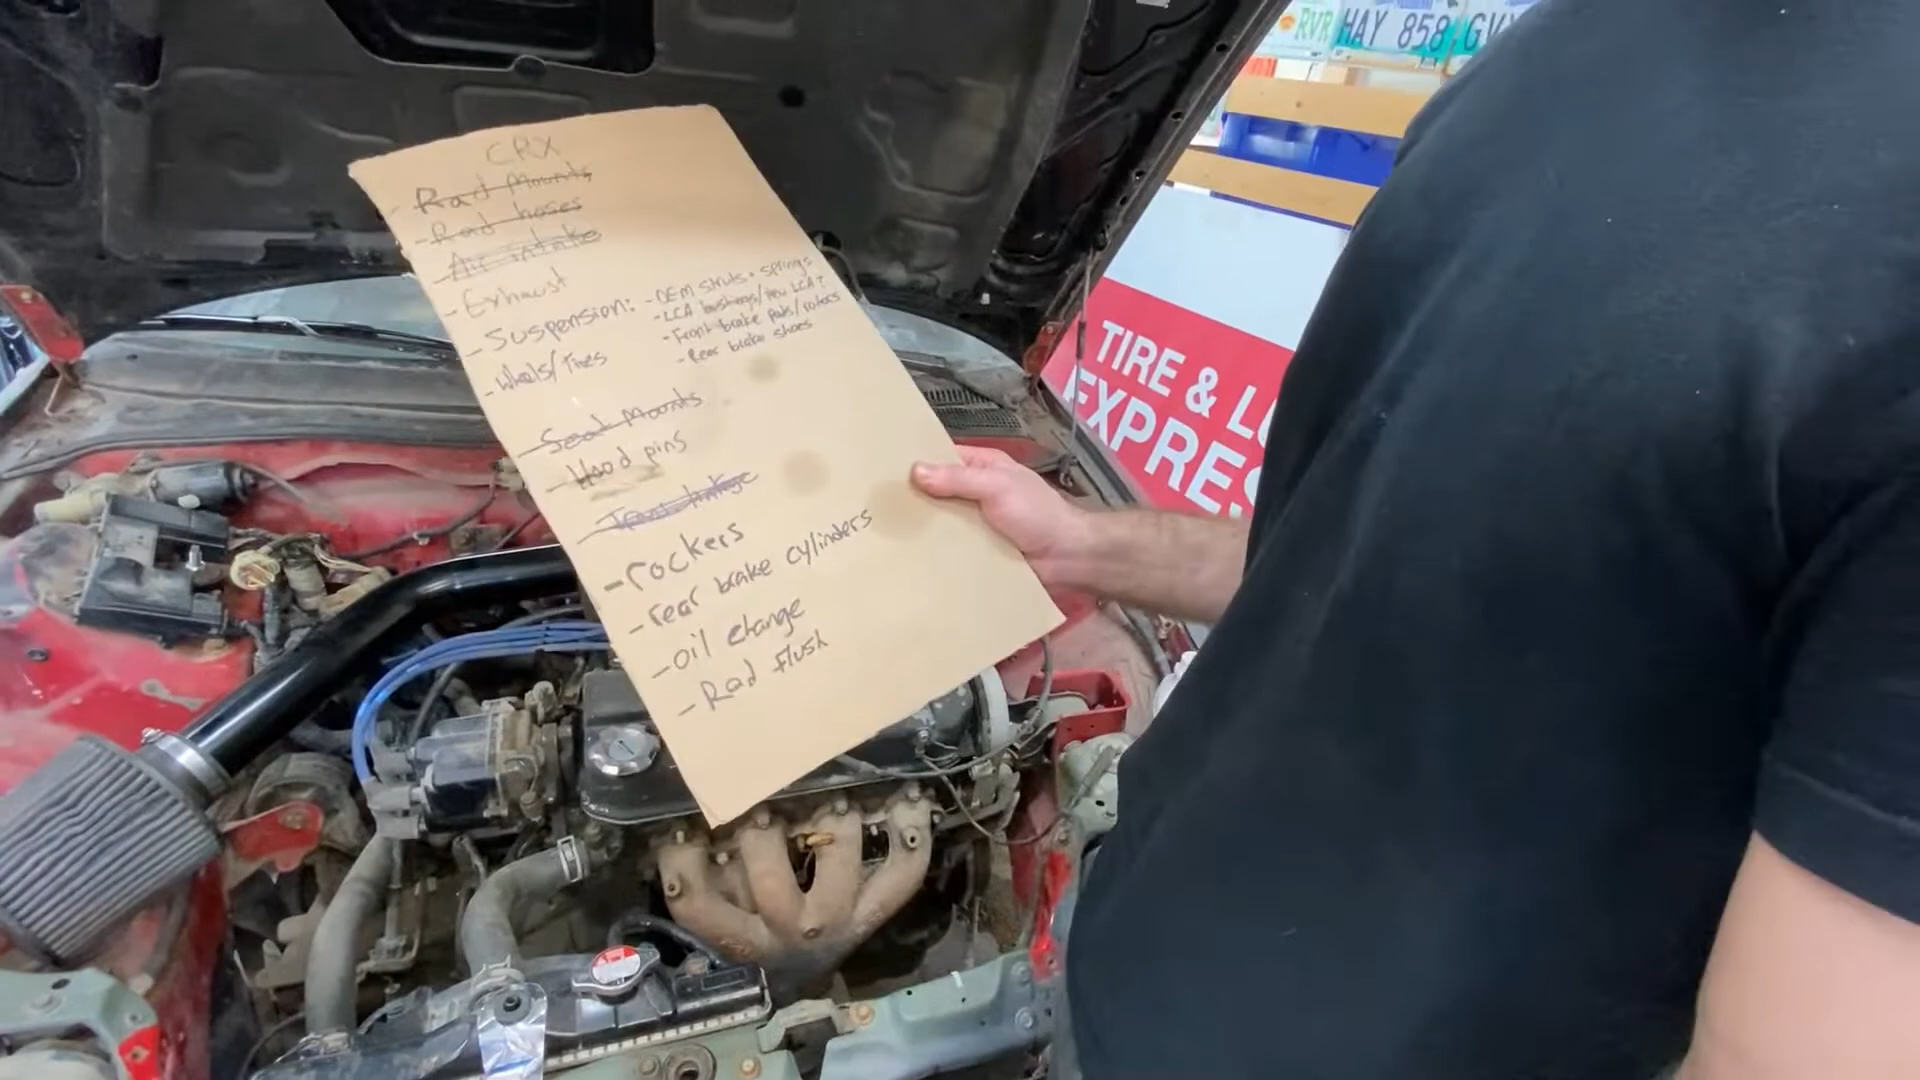 CRX
- Rad Mounts
- Rad hoses
- Air intake
- Exhaust
- Suspension: - OEM struts + springs
- LCA bushings/new LCA?
- Front brake pads/rotors
- Rear brake shoes
- Wheels/Tires
- Seat Mounts
- Hood pins
- rockers
- rear brake cylinders
- oil change
- Rad flush
RVR
HAY 858
GV
TIRE & L
EXPRES